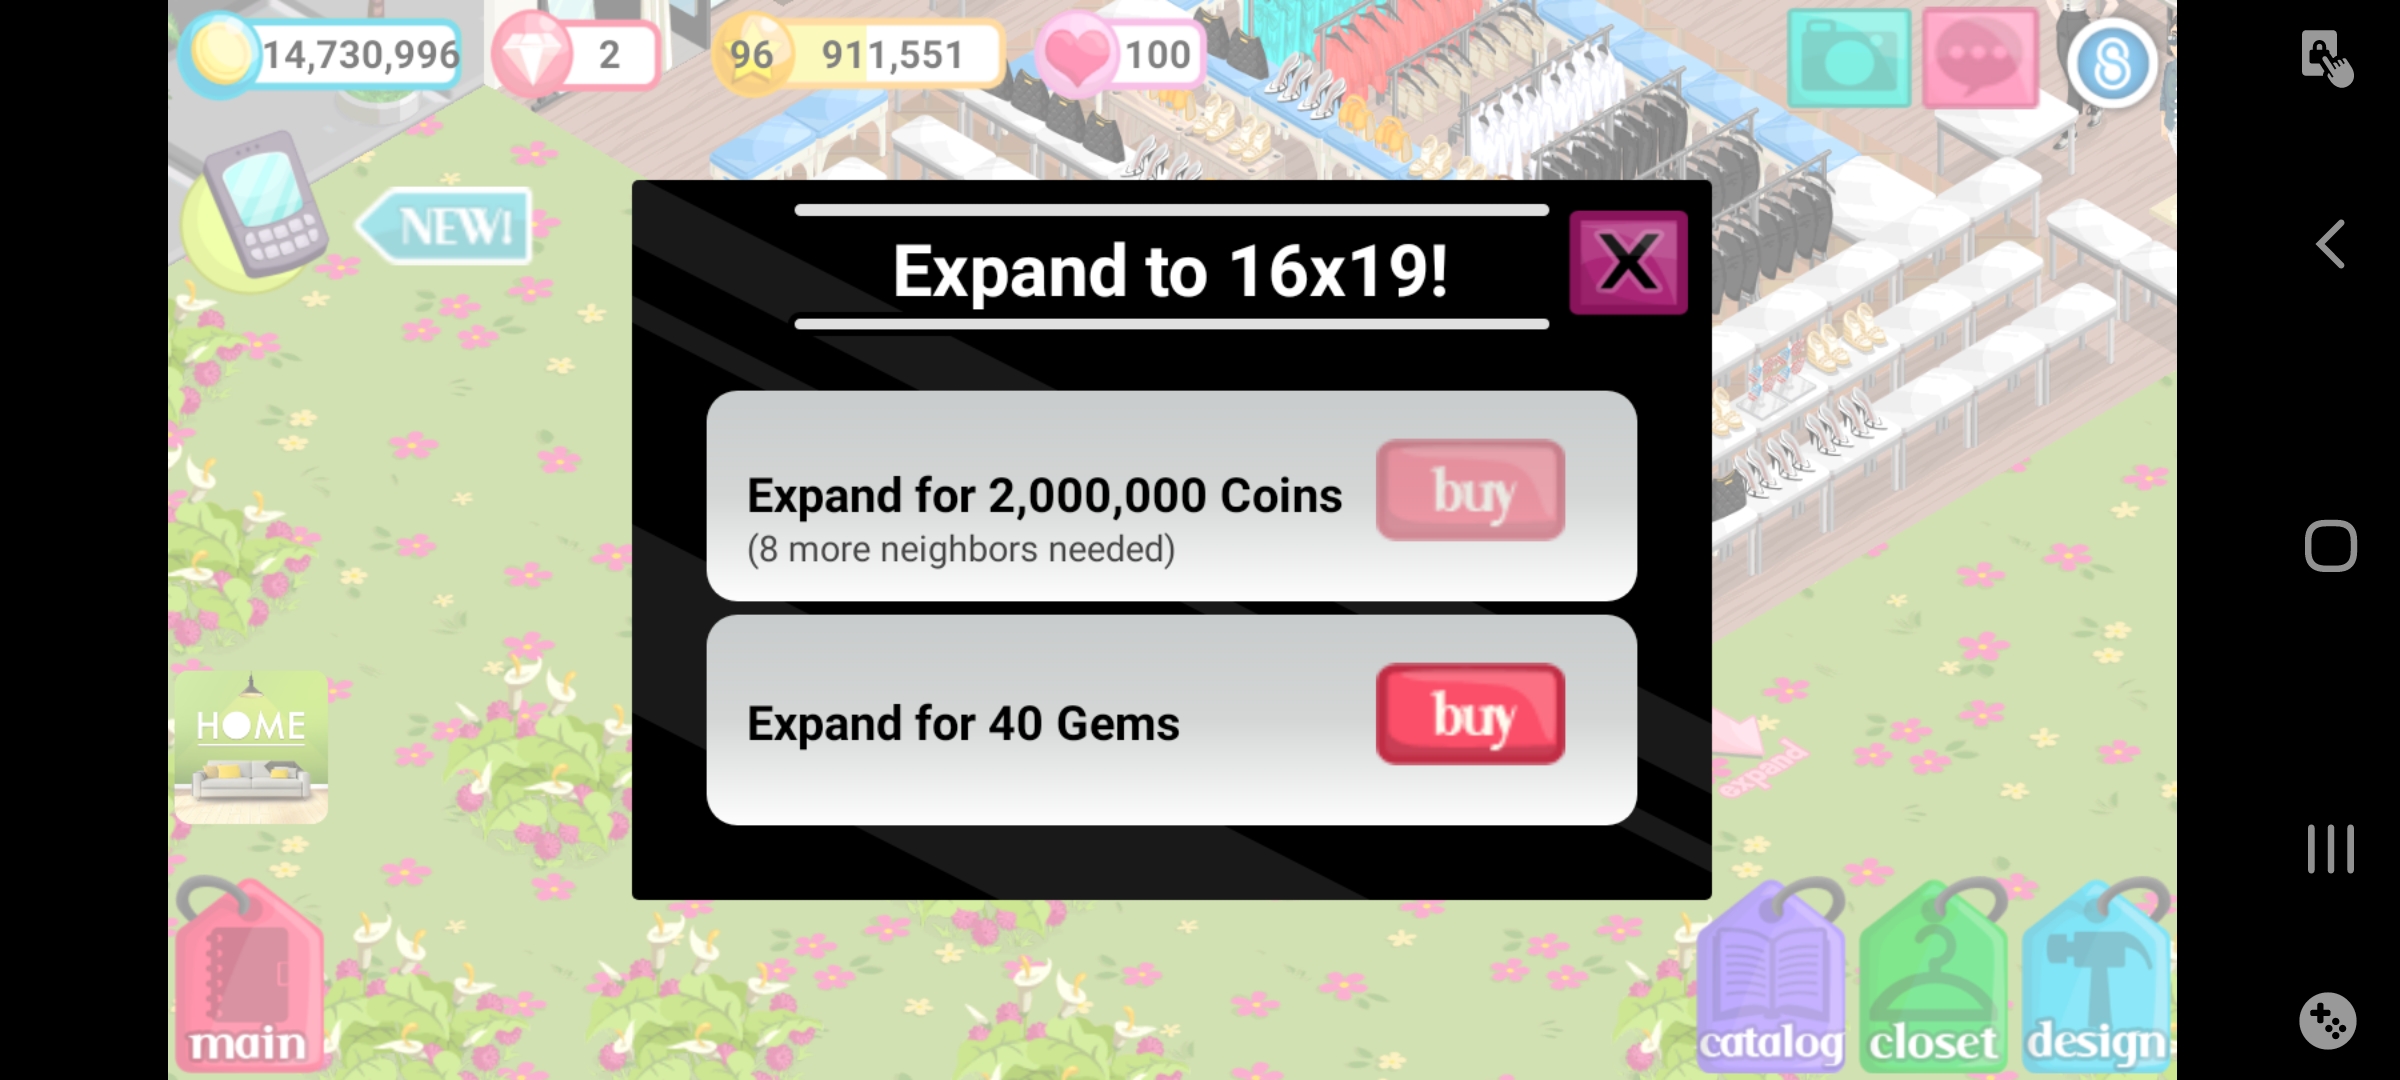 14,730,996
2
96
911,551
100
NEW!
Expand to 16x19!
X
Expand for 2,000,000 Coins
(8 more neighbors needed)
buy
Expand for 40 Gems
buy
HOME
expand
main
catalog
closet
design